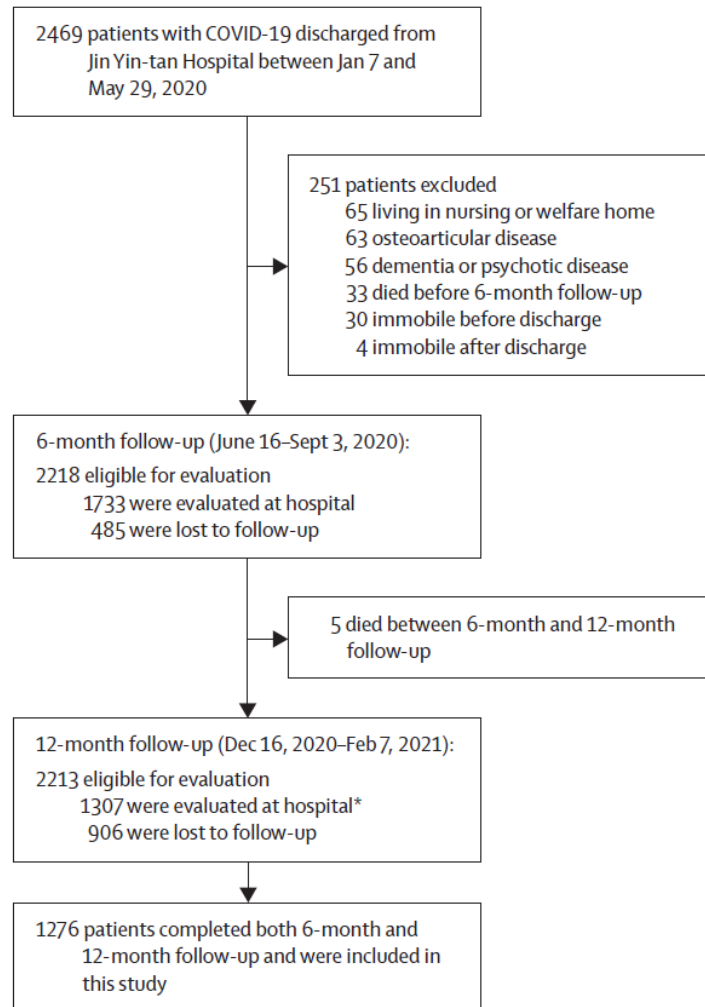 2469 patients with COVID-19 discharged from
Jin Yin-tan Hospital between Jan 7 and
May 29, 2020
251 patients excluded
65 living in nursing or welfare home
63 osteoarticular disease
56 dementia or psychotic disease
33 died before 6-month follow-up
30 immobile before discharge
4 immobile after discharge
6-month follow-up (June 16–Sept 3, 2020):
2218 eligible for evaluation
1733 were evaluated at hospital
485 were lost to follow-up
5 died between 6-month and 12-month
follow-up
12-month follow-up (Dec 16, 2020–Feb 7, 2021):
2213 eligible for evaluation
1307 were evaluated at hospital*
906 were lost to follow-up
1276 patients completed both 6-month and
12-month follow-up and were included in
this study